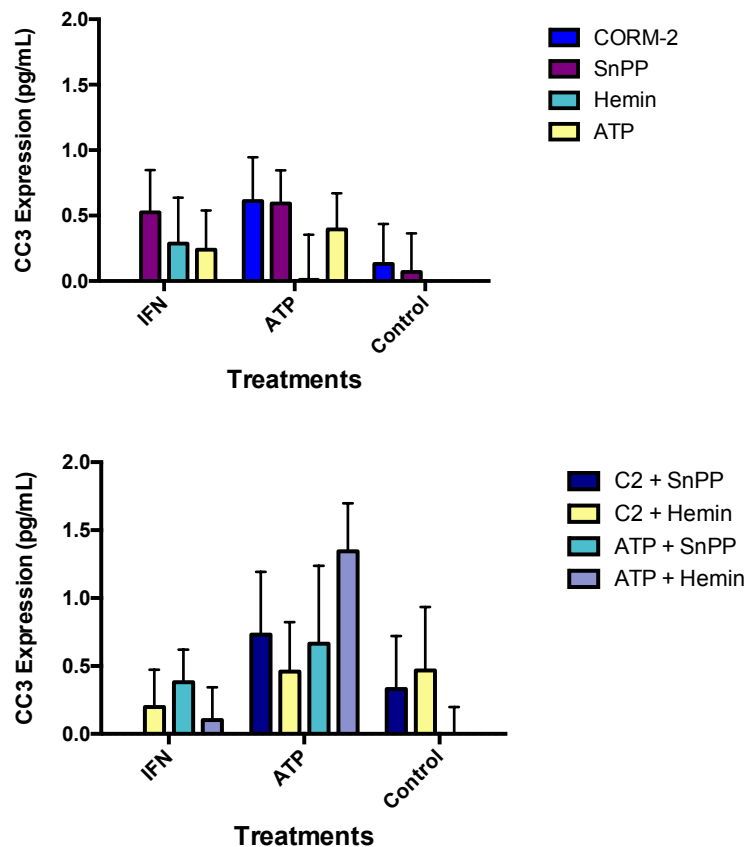 CC3 Expression (pg/mL)
2.0
1.5
1.0
0.5
0.0
IFN
ATP
Control
Treatments
CORM-2
SnPP
Hemin
ATP
CC3 Expression (pg/mL)
2.0
1.5
1.0
0.5
0.0
IFN
ATP
Control
Treatments
C2 + SnPP
C2 + Hemin
ATP + SnPP
ATP + Hemin